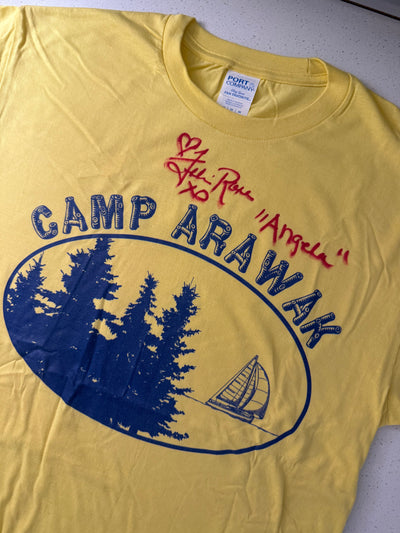 PORT &
COMPANY
Felissa Rose
XO "Angela"
CAMP ARAWAK